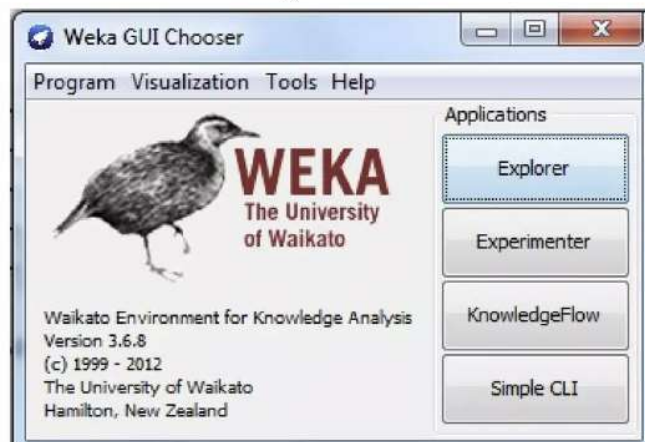 Weka GUI Chooser
Program Visualization Tools Help
WEKA
The University
of Waikato
Waikato Environment for Knowledge Analysis
Version 3.6.8
(c) 1999 - 2012
The University of Waikato
Hamilton, New Zealand
Applications
Explorer
Experimenter
KnowledgeFlow
Simple CLI